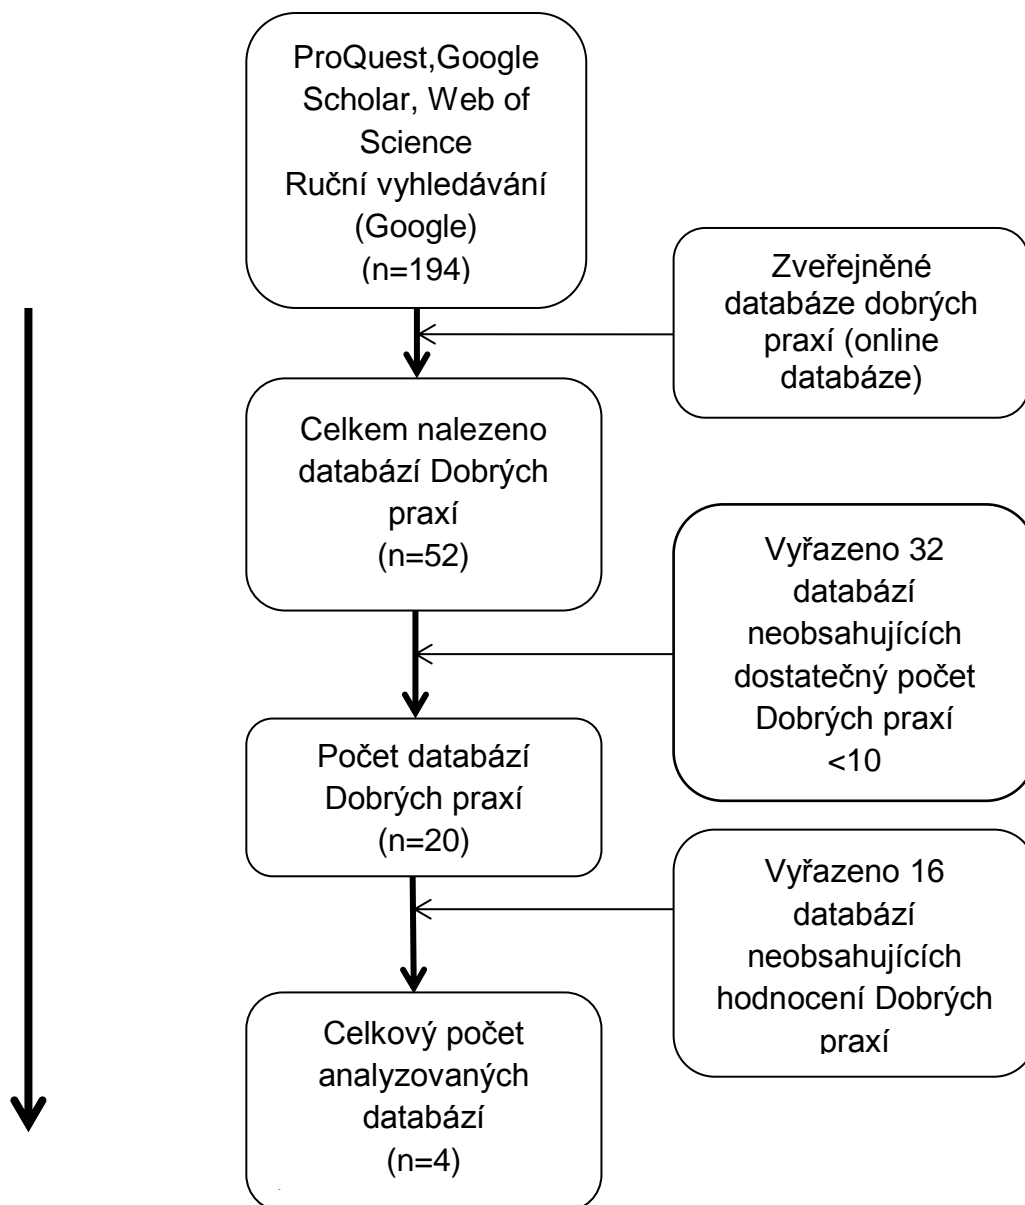 ProQuest,Google
Scholar, Web of
Science
Ruční vyhledávání
(Google)
(n=194)
Zveřejněné
databáze dobrých
praxí (online
databáze)
Celkem nalezeno
databází Dobrých
praxí
(n=52)
Vyřazeno 32
databází
neobsahujících
dostatečný počet
Dobrých praxí
<10
Počet databází
Dobrých praxí
(n=20)
Vyřazeno 16
databází
neobsahujících
hodnocení Dobrých
praxí
Celkový počet
analyzovaných
databází
(n=4)